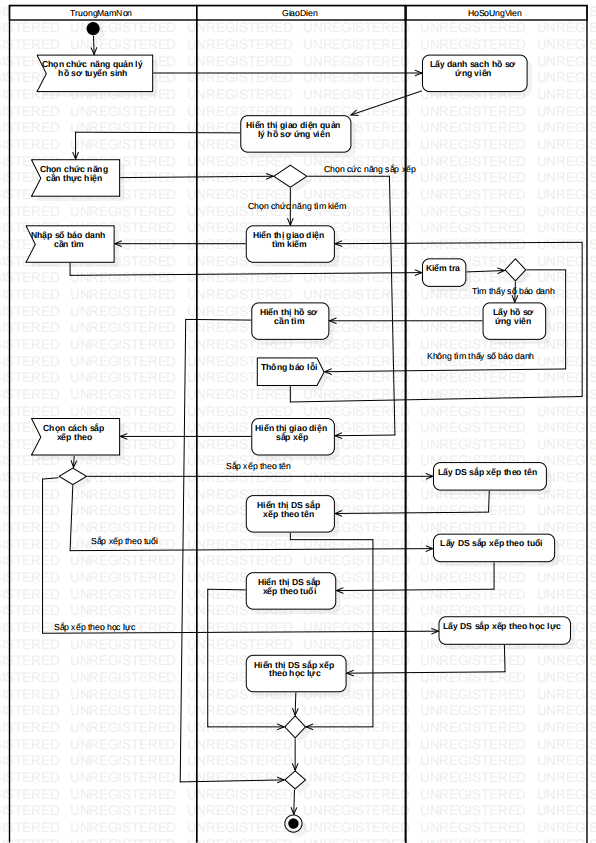 TruongMamNon
GiaoDien
HoSoUngVien
Chọn chức năng quản lý
hồ sơ tuyển sinh
Lấy danh sach hồ sơ
ứng viên
Hiển thị giao diện quản
lý hồ sơ ứng viên
Chọn chức năng
cần thực hiện
Chọn cức năng sắp xếp
Chọn chức năng tìm kiếm
Nhập số báo danh
cần tìm
Hiển thị giao diện
tìm kiếm
Kiểm tra
Tìm thấy số báo danh
Hiển thị hồ sơ
cần tìm
Lấy hồ sơ
ứng viên
Không tìm thấy số báo danh
Thông báo lỗi
Chọn cách sắp
xếp theo
Hiển thị giao diện
sắp xếp
Sắp xếp theo tên
Lấy DS sắp xếp theo tên
Hiển thị DS sắp
xếp theo tên
Sắp xếp theo tuổi
Lấy DS sắp xếp theo tuổi
Hiển thị DS sắp
xếp theo tuổi
Sắp xếp theo học lực
Lấy DS sắp xếp theo học lực
Hiển thị DS sắp xếp
theo học lực
UNREGISTERED